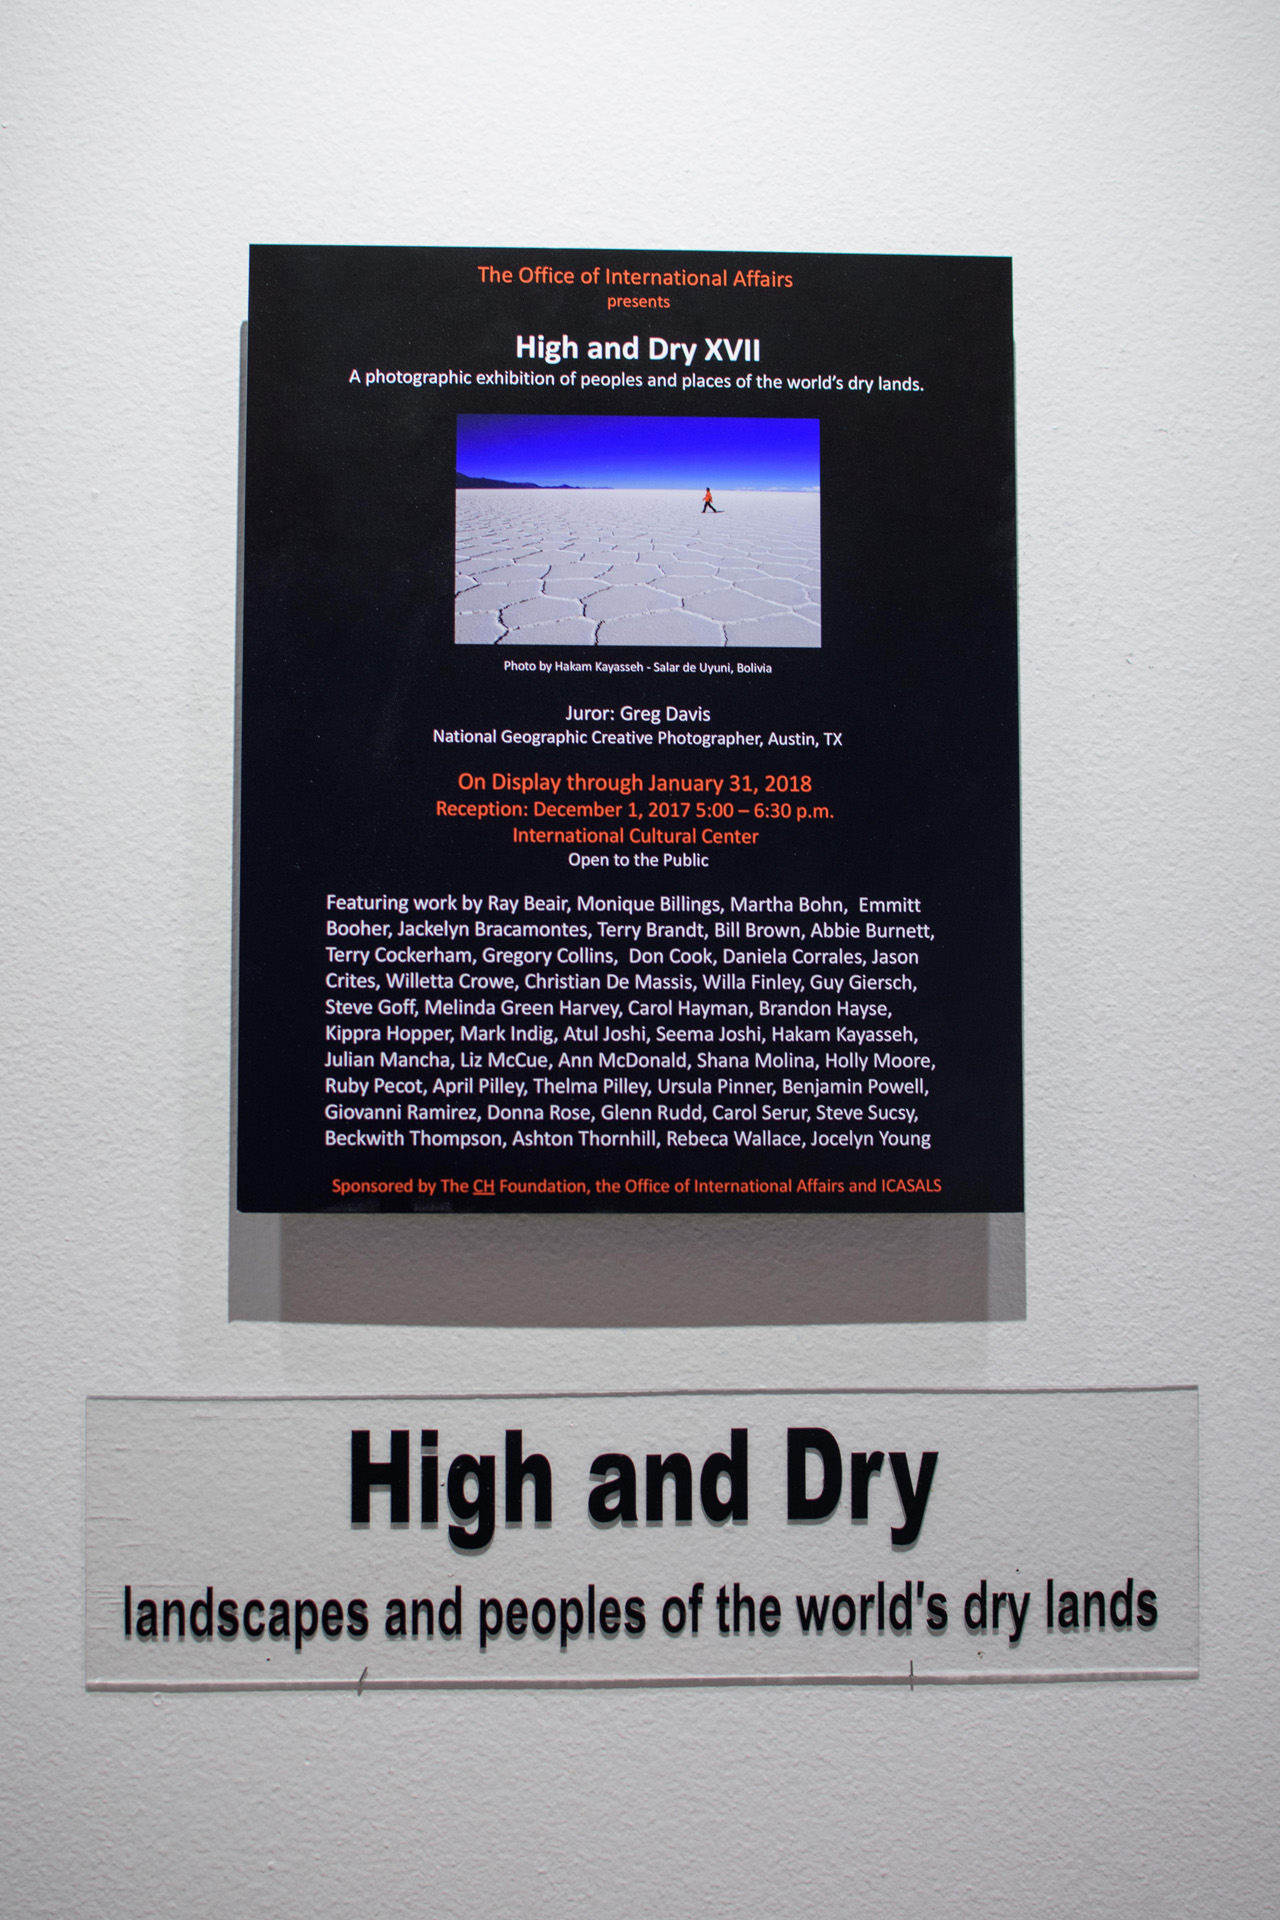 The Office of International Affairs
presents
High and Dry XVII
A photographic exhibition of peoples and places of the world's dry lands.
Photo by Hakam Kayasseh - Salar de Uyuni, Bolivia
Juror: Greg Davis
National Geographic Creative Photographer, Austin, TX
On Display through January 31, 2018
Reception: December 1, 2017 5:00 – 6:30 p.m.
International Cultural Center
Open to the Public
Featuring work by Ray Beair, Monique Billings, Martha Bohn, Emmitt
Booher, Jackelyn Bracamontes, Terry Brandt, Bill Brown, Abbie Burnett,
Terry Cockerham, Gregory Collins, Don Cook, Daniela Corrales, Jason
Crites, Willetta Crowe, Christian De Massis, Willa Finley, Guy Giersch,
Steve Goff, Melinda Green Harvey, Carol Hayman, Brandon Hayse,
Kippra Hopper, Mark Indig, Atul Joshi, Seema Joshi, Hakam Kayasseh,
Julian Mancha, Liz McCue, Ann McDonald, Shana Molina, Holly Moore,
Ruby Pecot, April Pilley, Thelma Pilley, Ursula Pinner, Benjamin Powell,
Giovanni Ramirez, Donna Rose, Glenn Rudd, Carol Serur, Steve Sucsy,
Beckwith Thompson, Ashton Thornhill, Rebeca Wallace, Jocelyn Young
Sponsored by The CH Foundation, the Office of International Affairs and ICASALS
High and Dry
landscapes and peoples of the world's dry lands